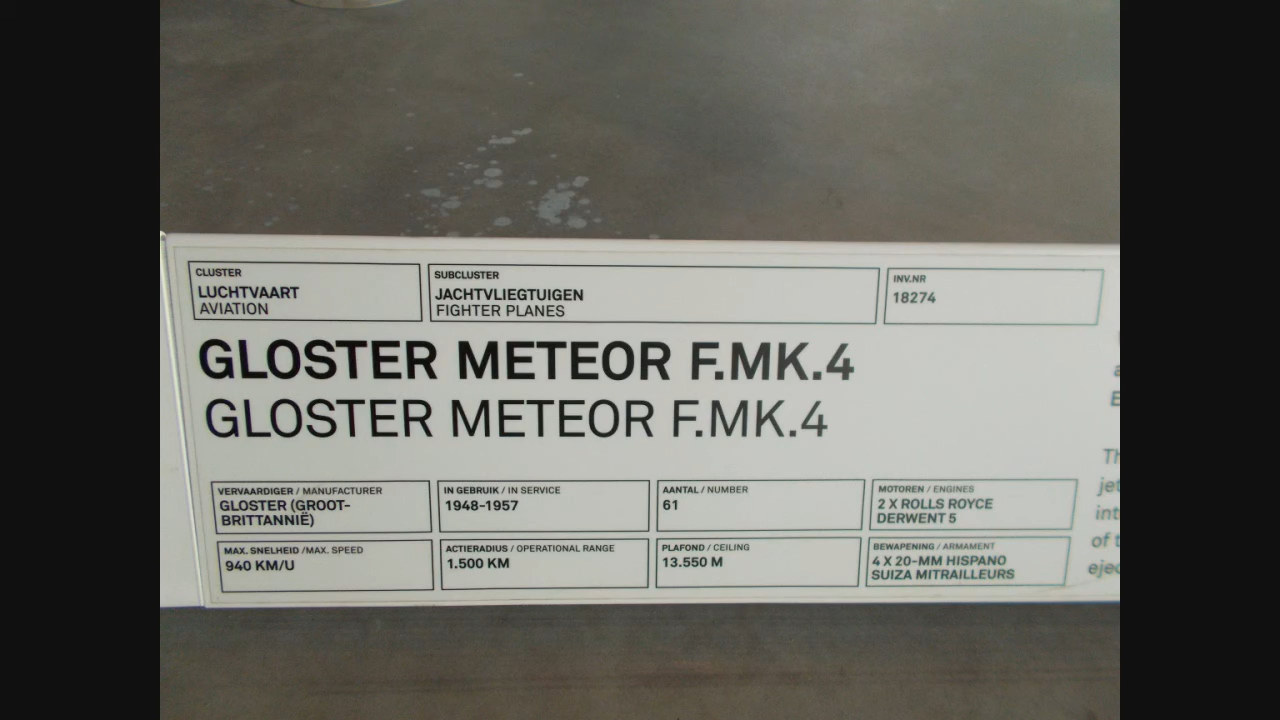 CLUSTER
LUCHTVAART
AVIATION
SUBCLUSTER
JACHTVLIEGTUIGEN
FIGHTER PLANES
INV.NR
18274
GLOSTER METEOR F.MK.4
GLOSTER METEOR F.MK.4
VERVAARDIGER / MANUFACTURER
GLOSTER (GROOT-
BRITTANNIË)
IN GEBRUIK / IN SERVICE
1948-1957
AANTAL / NUMBER
61
MOTOREN / ENGINES
2 X ROLLS ROYCE
DERWENT 5
MAX. SNELHEID /MAX. SPEED
940 KM/U
ACTIERADIUS / OPERATIONAL RANGE
1.500 KM
PLAFOND / CEILING
13.550 M
BEWAPENING / ARMAMENT
4 X 20-MM HISPANO
SUIZA MITRAILLEURS